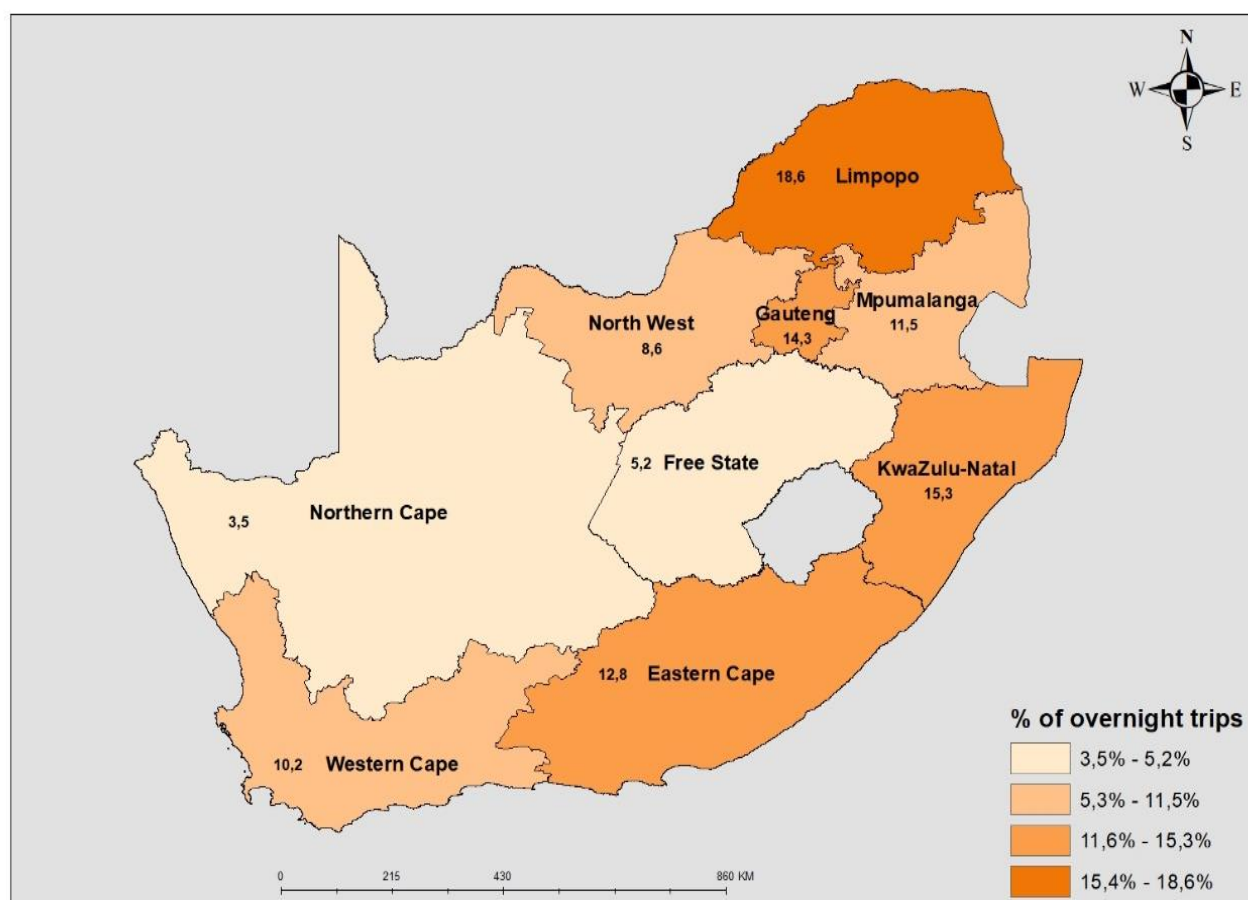 N
W E
S
18,6 Limpopo
Mpumalanga
11,5
Gauteng
14,3
North West
8,6
5,2 Free State
KwaZulu-Natal
15,3
Northern Cape
3,5
12,8 Eastern Cape
10,2 Western Cape
% of overnight trips
3,5% - 5,2%
5,3% - 11,5%
11,6% - 15,3%
15,4% - 18,6%
0 215 430 860 KM